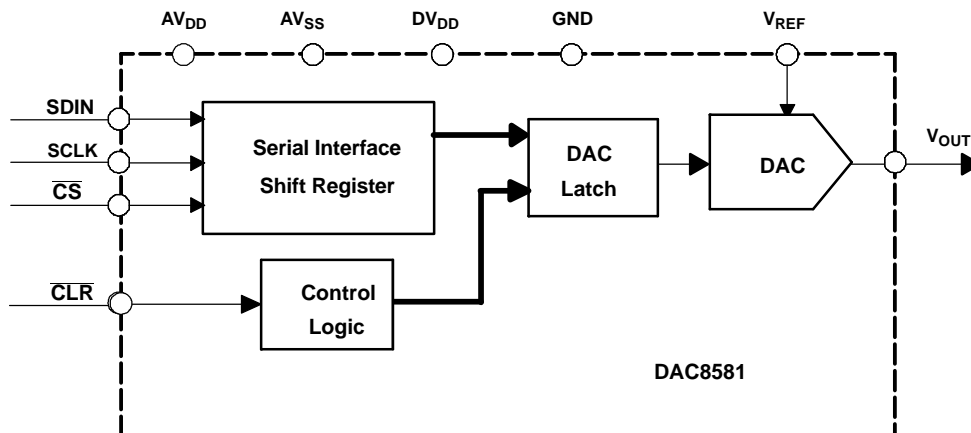 AVDD
AVSS
DVDD
GND
VREF
SDIN
SCLK
CS
CLR
Serial Interface
Shift Register
DAC
Latch
DAC
VOUT
Control
Logic
DAC8581